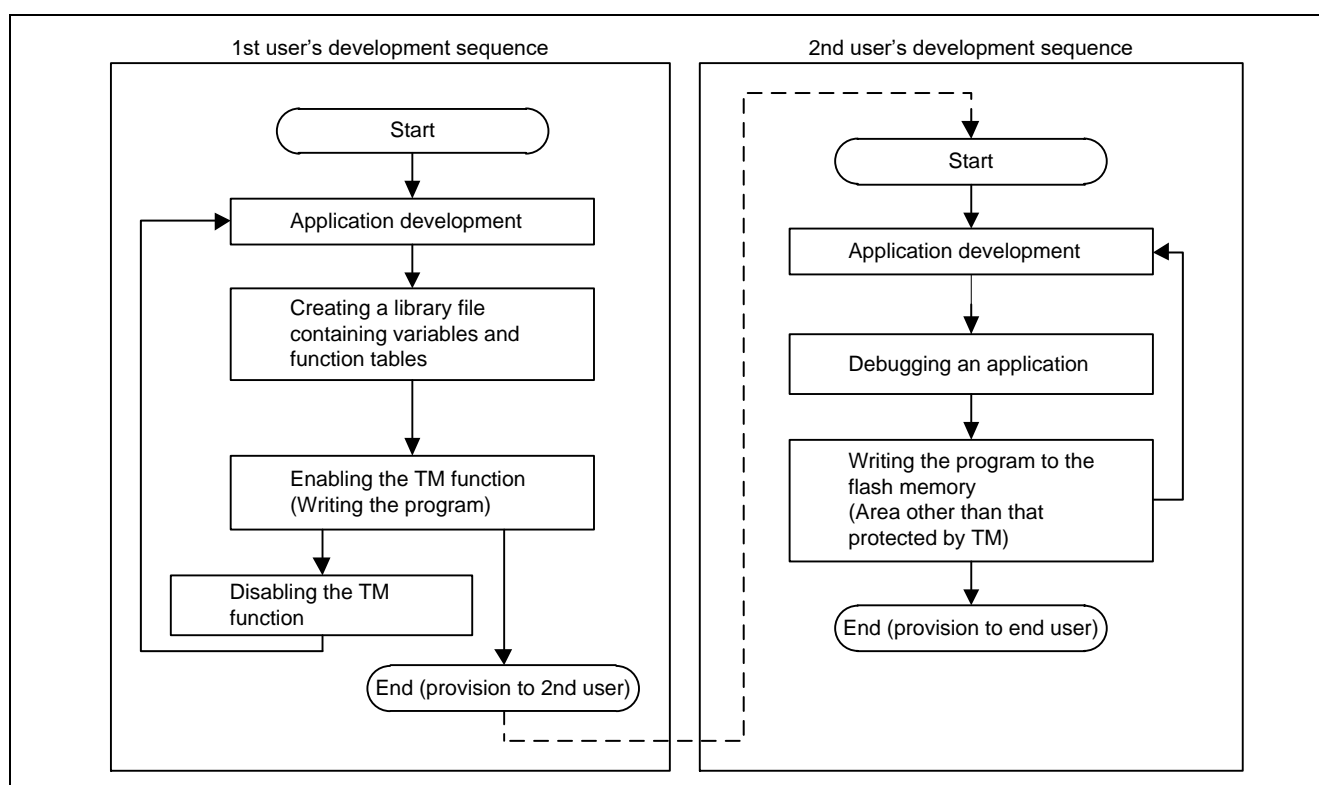 1st user’s development sequence
Start
Application development
Creating a library file
containing variables and
function tables
Enabling the TM function
(Writing the program)
Disabling the TM
function
End (provision to 2nd user)
2nd user’s development sequence
Start
Application development
Debugging an application
Writing the program to the
flash memory
(Area other than that
protected by TM)
End (provision to end user)